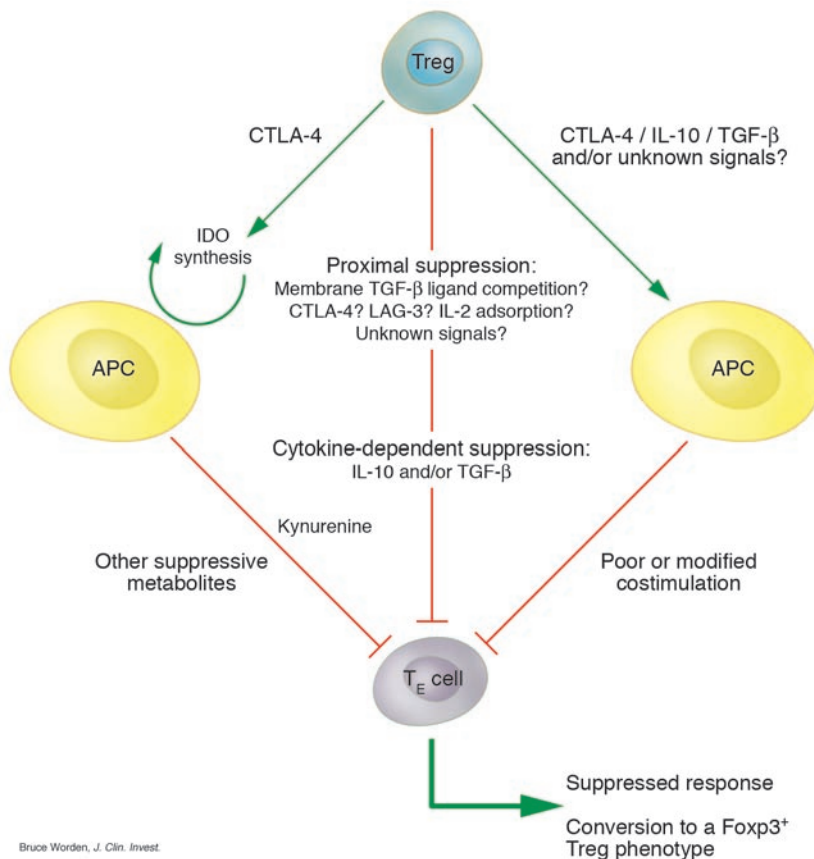 Treg
CTLA-4
CTLA-4 / IL-10 / TGF-β
and/or unknown signals?
IDO
synthesis
Proximal suppression:
Membrane TGF-β ligand competition?
CTLA-4? LAG-3? IL-2 adsorption?
Unknown signals?
APC
APC
Cytokine-dependent suppression:
IL-10 and/or TGF-β
Kynurenine
Other suppressive
metabolites
Poor or modified
costimulation
TE cell
Suppressed response
Conversion to a Foxp3+
Treg phenotype
Bruce Worden, J. Clin. Invest.